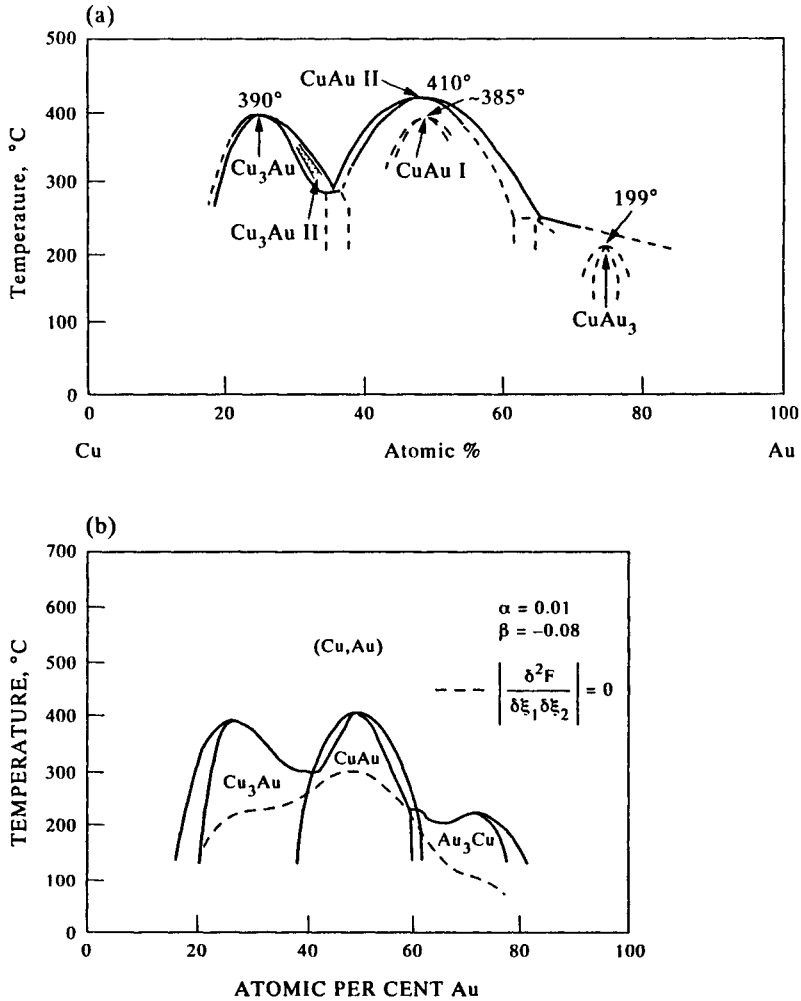 (a)
500
400
300
200
100
0
Temperature, °C
CuAu II
410°
~385°
390°
Cu₃Au
CuAu I
Cu₃Au II
199°
CuAu₃
0 20 40 60 80 100
Cu Atomic % Au
(b)
700
600
500
400
300
200
100
0
TEMPERATURE, °C
α = 0.01
β = −0.08
(Cu,Au)
|δ²F / δξ₁δξ₂| = 0
CuAu
Cu₃Au
Au₃Cu
0 20 40 60 80 100
ATOMIC PER CENT Au